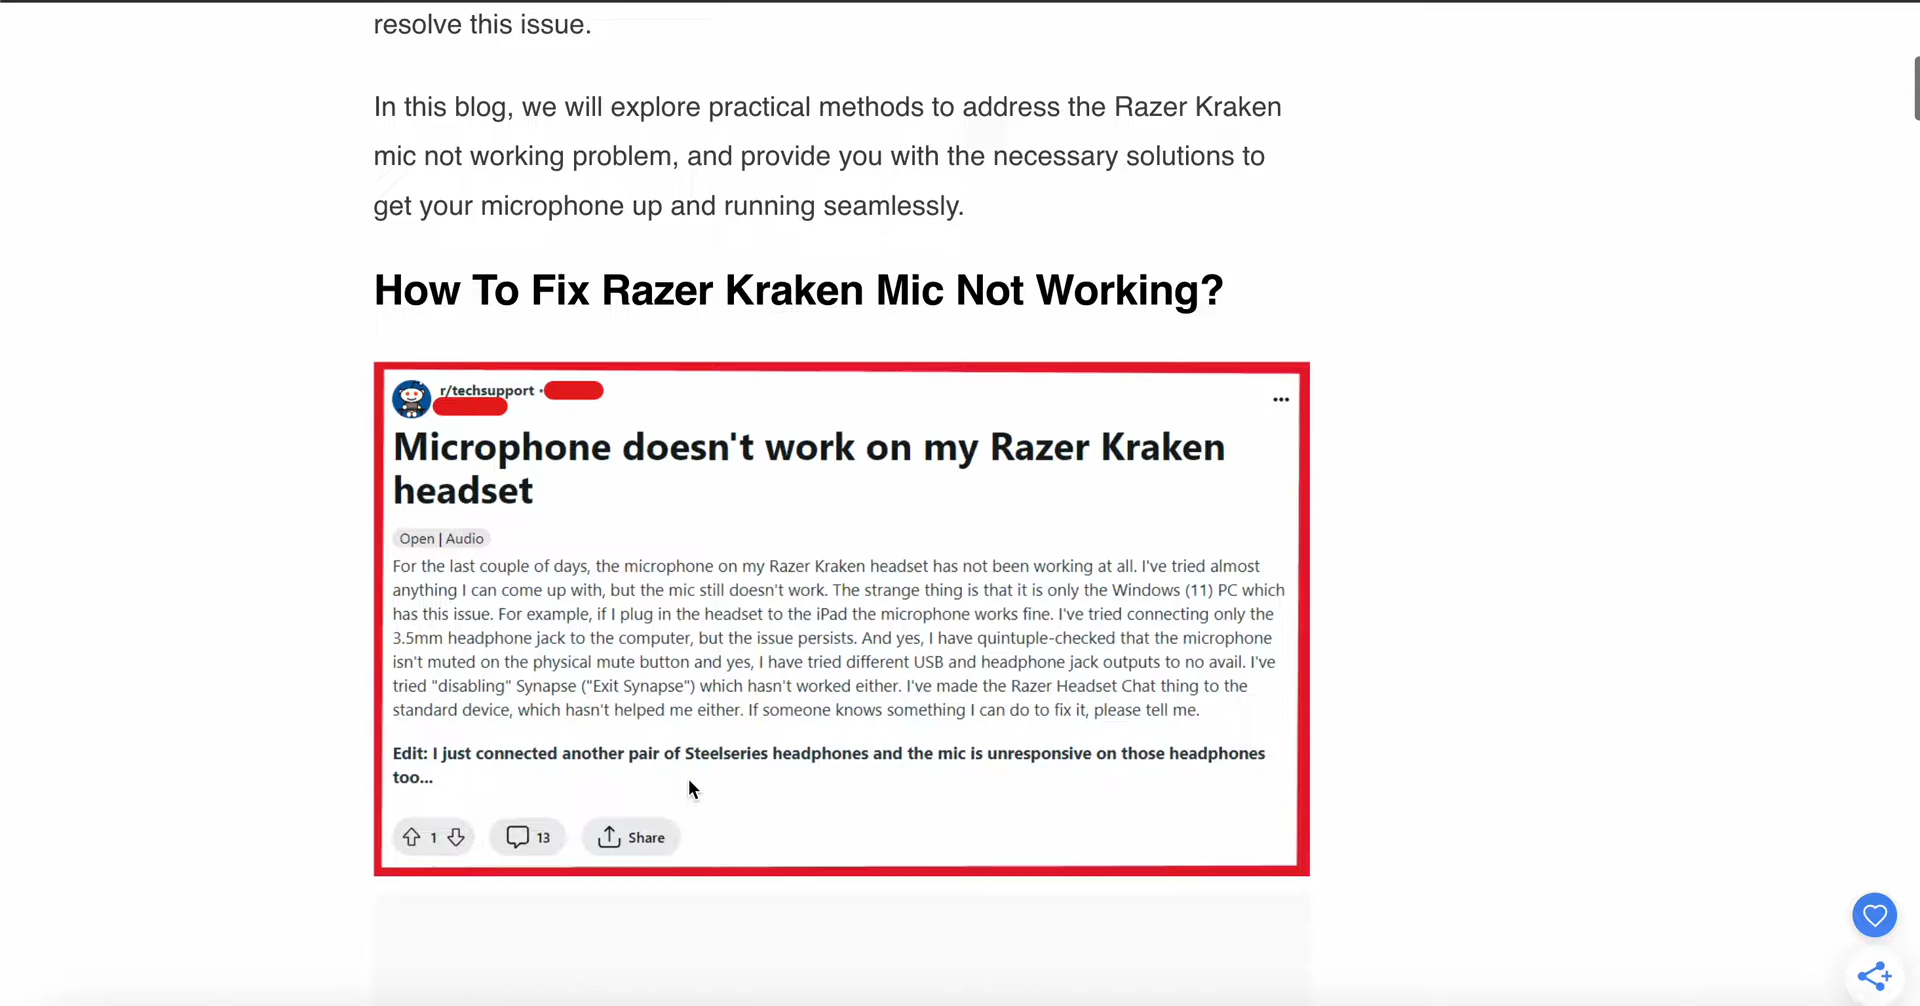 resolve this issue.
In this blog, we will explore practical methods to address the Razer Kraken
mic not working problem, and provide you with the necessary solutions to
get your microphone up and running seamlessly.
How To Fix Razer Kraken Mic Not Working?
r/techsupport •
Microphone doesn't work on my Razer Kraken
headset
Open | Audio
For the last couple of days, the microphone on my Razer Kraken headset has not been working at all. I've tried almost
anything I can come up with, but the mic still doesn't work. The strange thing is that it is only the Windows (11) PC which
has this issue. For example, if I plug in the headset to the iPad the microphone works fine. I've tried connecting only the
3.5mm headphone jack to the computer, but the issue persists. And yes, I have quintuple-checked that the microphone
isn't muted on the physical mute button and yes, I have tried different USB and headphone jack outputs to no avail. I've
tried "disabling" Synapse ("Exit Synapse") which hasn't worked either. I've made the Razer Headset Chat thing to the
standard device, which hasn't helped me either. If someone knows something I can do to fix it, please tell me.
Edit: I just connected another pair of Steelseries headphones and the mic is unresponsive on those headphones
too...
1 13 Share